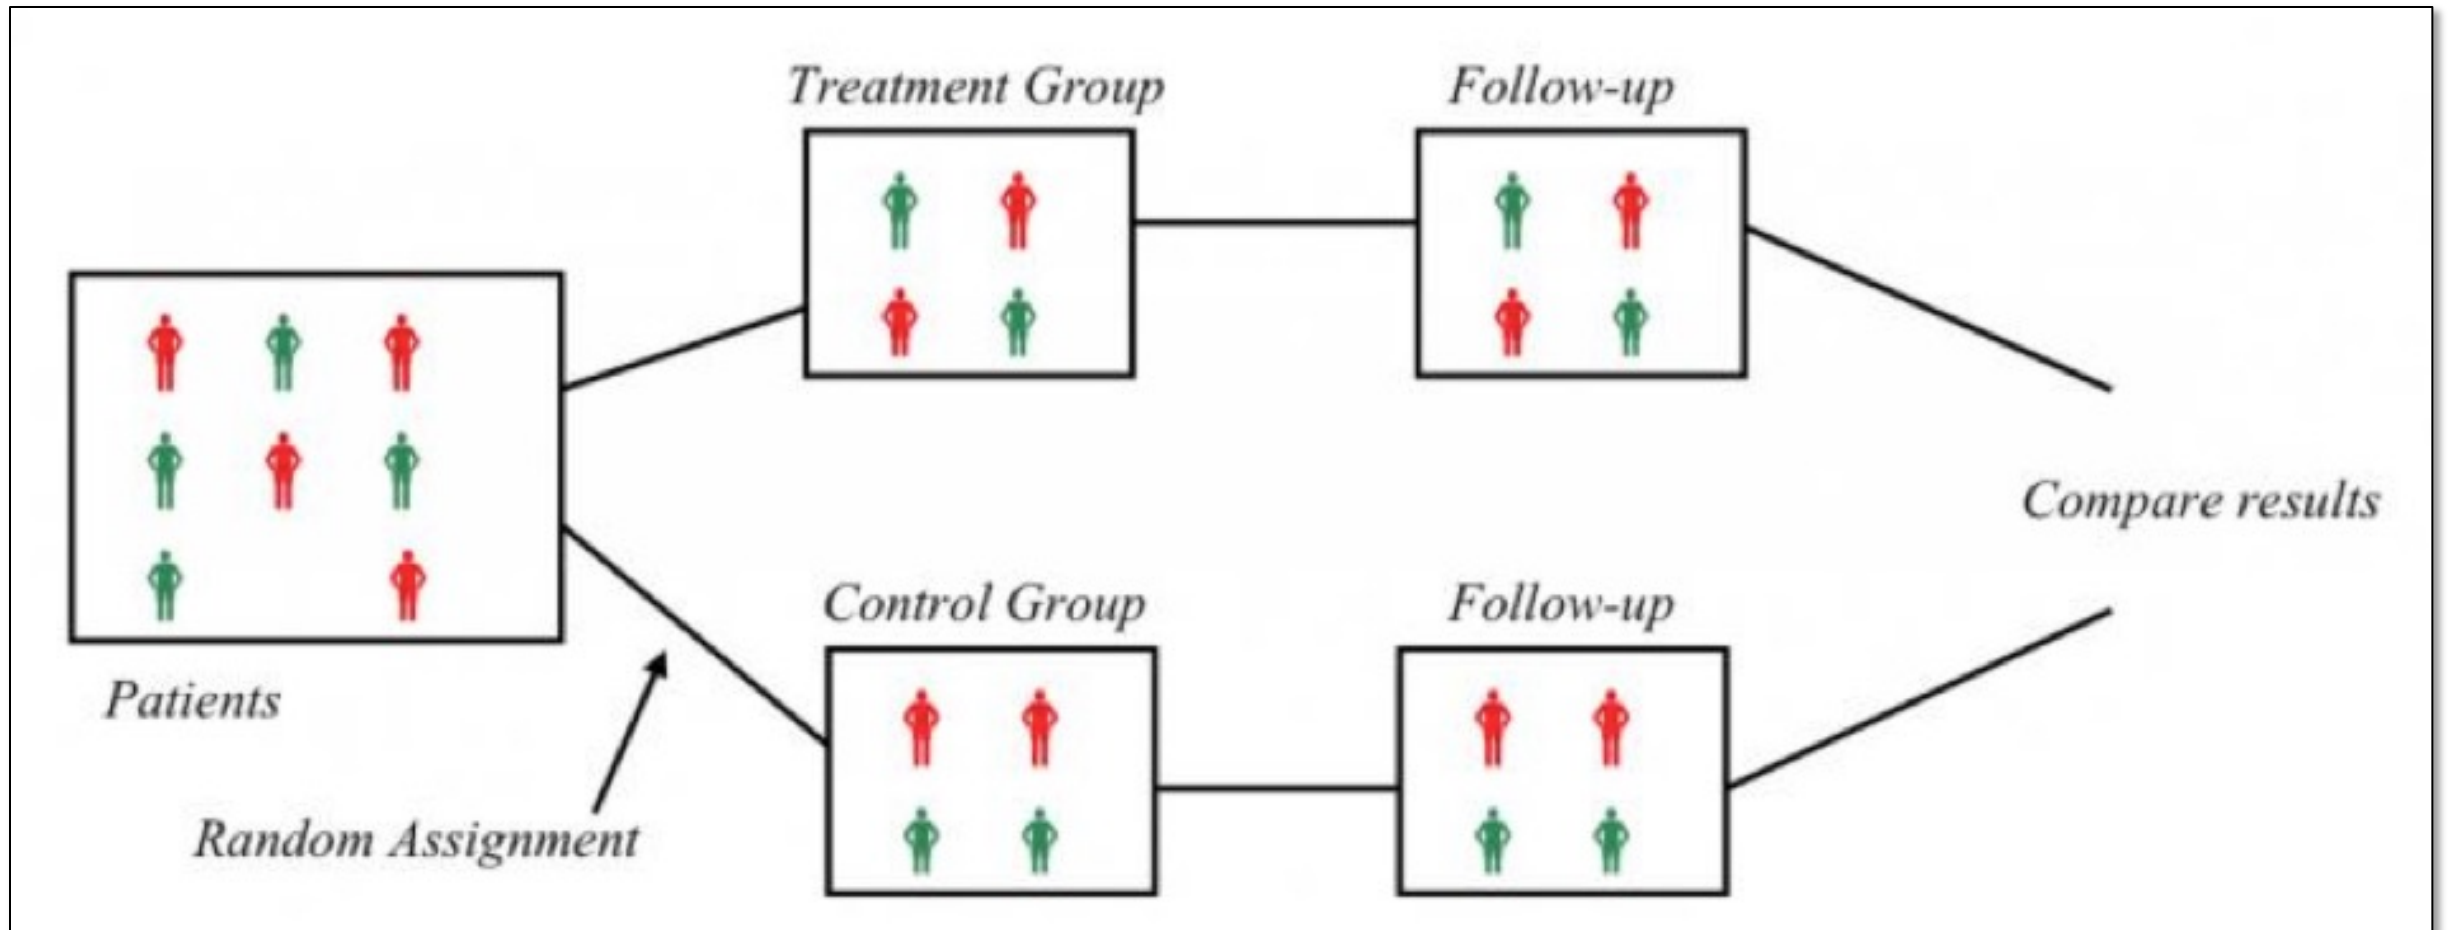 Treatment Group
Follow-up
Patients
Random Assignment
Control Group
Follow-up
Compare results